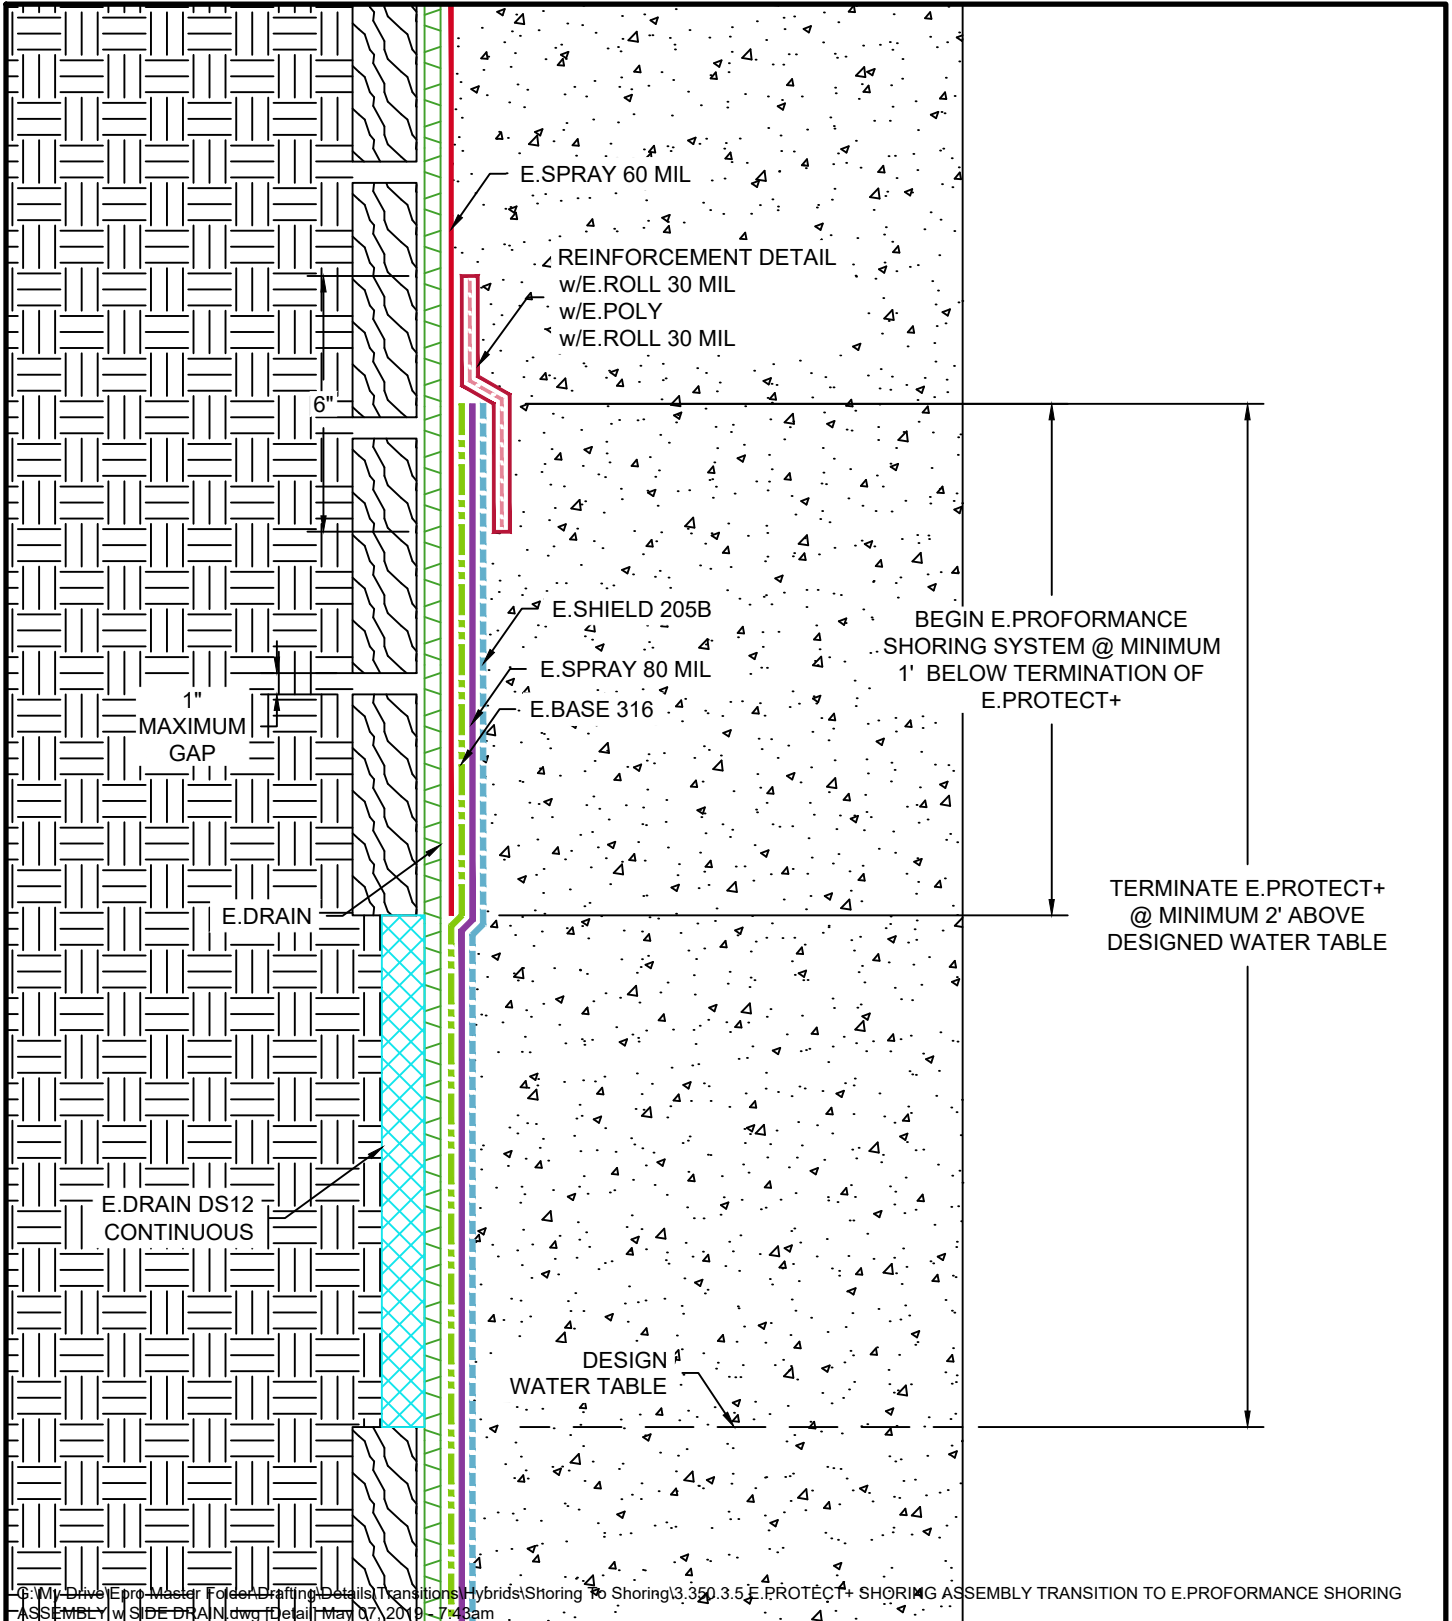 E.SPRAY 60 MIL
REINFORCEMENT DETAIL
w/E.ROLL 30 MIL
w/E.POLY
w/E.ROLL 30 MIL
6"
E.SHIELD 205B
E.SPRAY 80 MIL
E.BASE 316
BEGIN E.PROFORMANCE
SHORING SYSTEM @ MINIMUM
1' BELOW TERMINATION OF
E.PROTECT+
1"
MAXIMUM
GAP
E.DRAIN
TERMINATE E.PROTECT+
@ MINIMUM 2' ABOVE
DESIGNED WATER TABLE
E.DRAIN DS12
CONTINUOUS
DESIGN
WATER TABLE
G:\My Drive\Epro Master Folder\Drafting\Details\Transitions\Hybrids\Shoring To Shoring\3.350.3.5 E.PROTECT+ SHORING ASSEMBLY TRANSITION TO E.PROFORMANCE SHORING
ASSEMBLY w SIDE DRAIN.dwg [Detail] May 07, 2019 - 7:43am